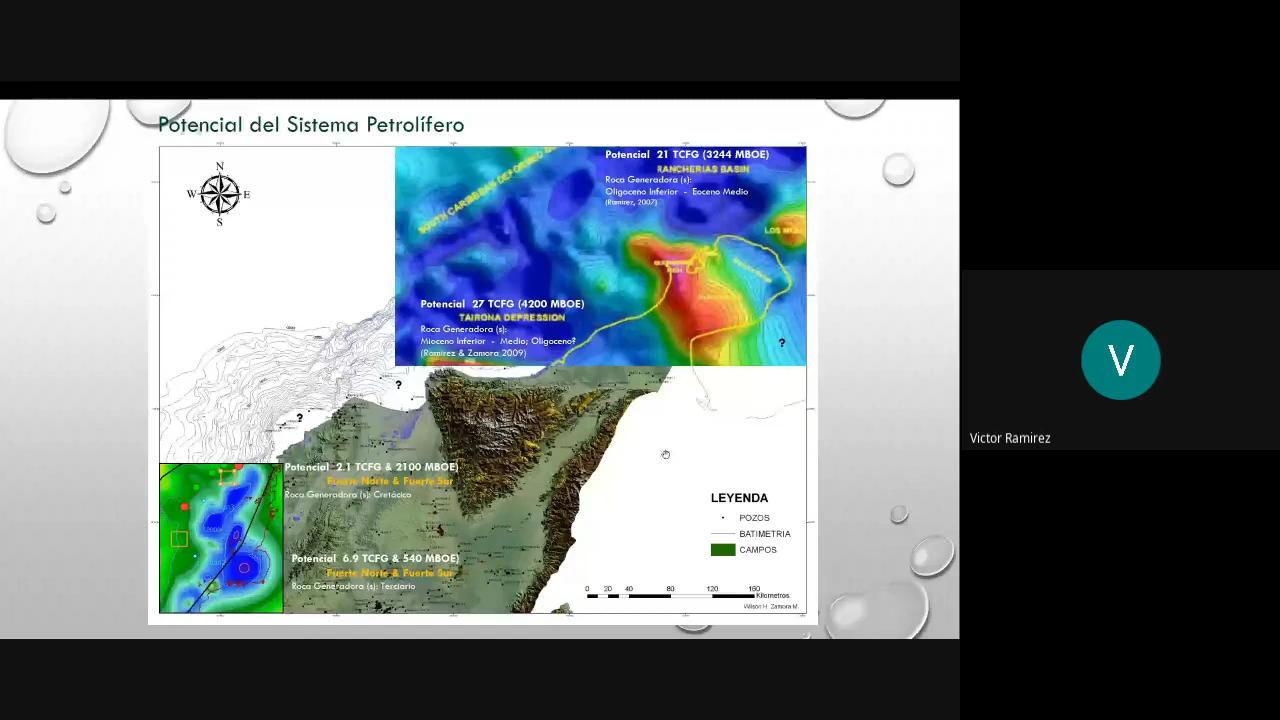 Potencial del Sistema Petrolífero
N
W
E
S
SOUTH CARIBBEAN DEFORMED
Potencial 21 TCFG (3244 MBOE)
RANCHERIAS BASIN
Roca Generadora (s):
Oligoceno Inferior - Eoceno Medio
(Ramirez, 2007)
LOS
Potencial 27 TCFG (4200 MBOE)
TAIRONA DEPRESSION
Roca Generadora (s):
Mioceno Inferior - Medio; Oligoceno?
(Ramirez & Zamora 2009)
?
?
?
Potencial 2.1 TCFG & 2100 MBOE)
Fuerte Norte & Fuerte Sur
Roca Generadora (s): Cretácico
Potencial 6.9 TCFG & 540 MBOE)
Fuerte Norte & Fuerte Sur
Roca Generadora (s): Terciario
LEYENDA
POZOS
BATIMETRIA
CAMPOS
0 20 40 80 120 160
Kilometros
Wilson H. Zamora M.
V
Victor Ramirez